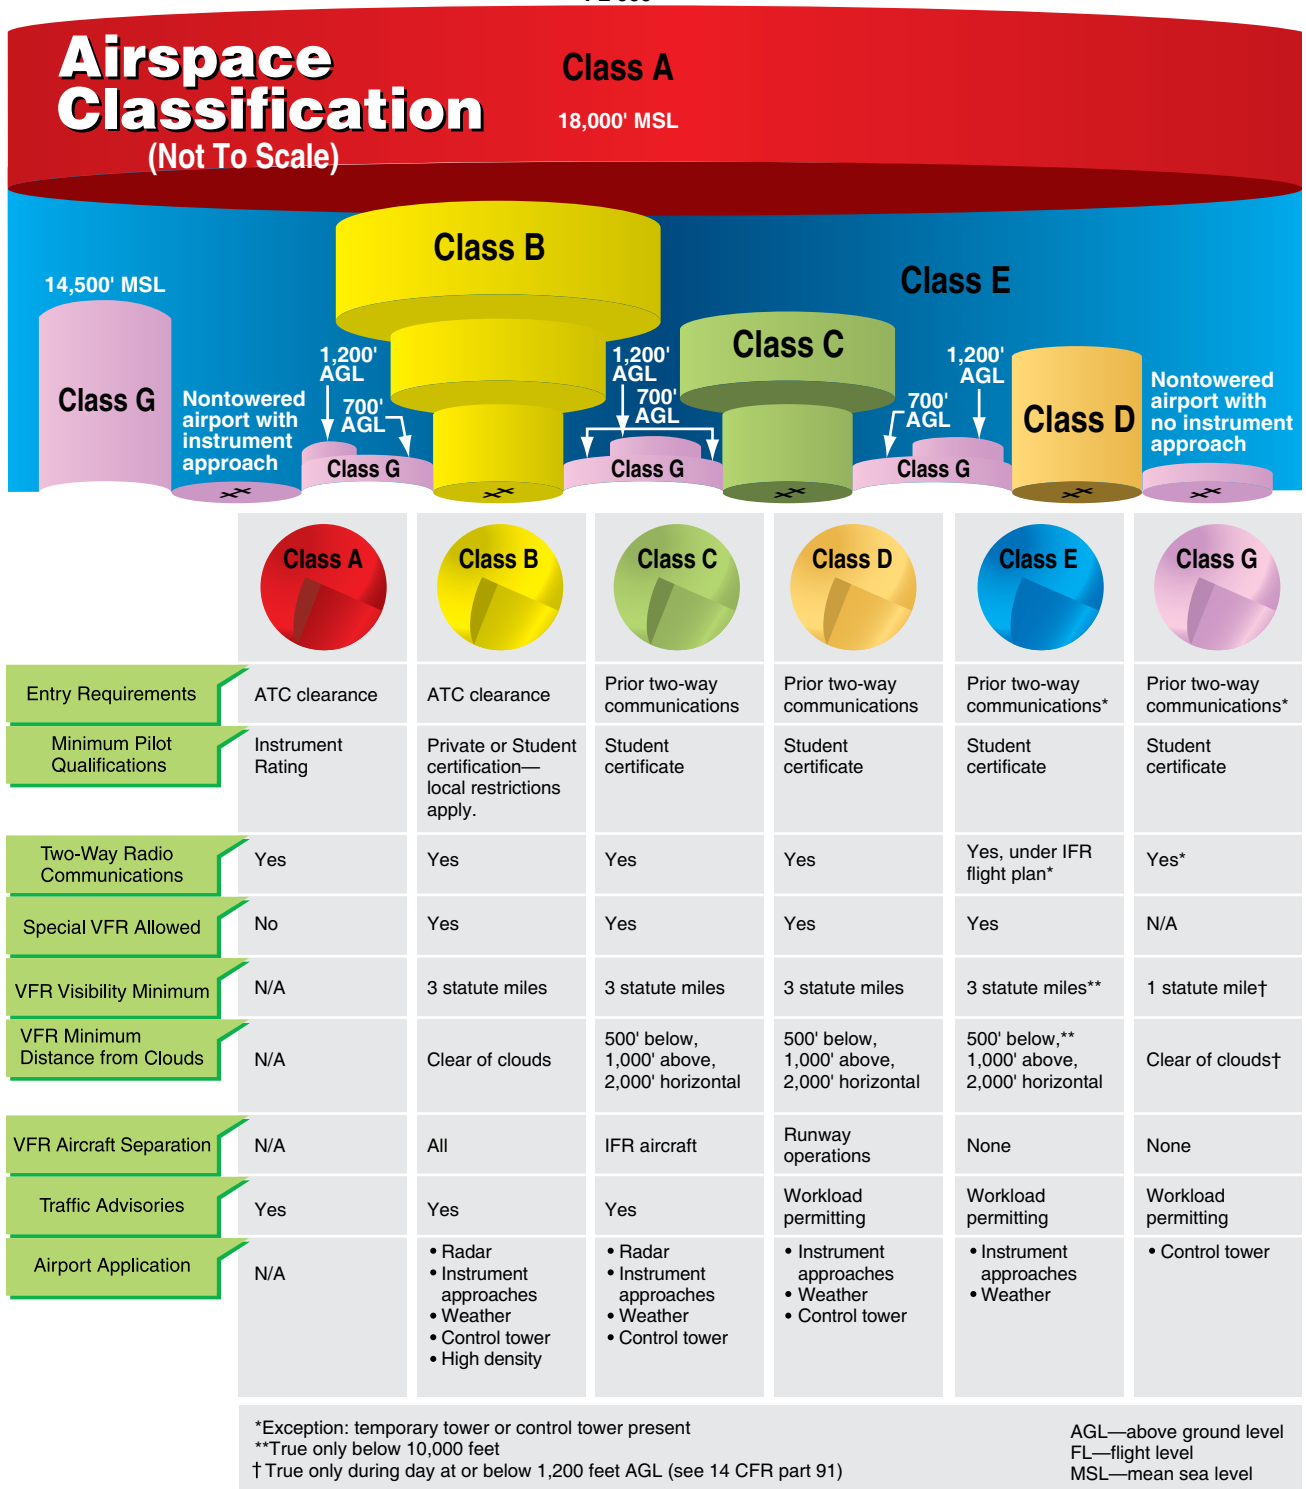 Airspace
Classification
(Not To Scale)
Class A
18,000' MSL
Class B
Class E
14,500' MSL
Class G
Nontowered
airport with
instrument
approach
1,200'
AGL
700'
AGL
Class G
1,200'
AGL
700'
AGL
Class G
Class C
700'
AGL
1,200'
AGL
Class G
Class D
Nontowered
airport with
no instrument
approach
Class A
Class B
Class C
Class D
Class E
Class G
Entry Requirements
ATC clearance
ATC clearance
Prior two-way
communications
Prior two-way
communications
Prior two-way
communications*
Prior two-way
communications*
Minimum Pilot
Qualifications
Instrument
Rating
Private or Student
certification—
local restrictions
apply.
Student
certificate
Student
certificate
Student
certificate
Student
certificate
Two-Way Radio
Communications
Yes
Yes
Yes
Yes
Yes, under IFR
flight plan*
Yes*
Special VFR Allowed
No
Yes
Yes
Yes
Yes
N/A
VFR Visibility Minimum
N/A
3 statute miles
3 statute miles
3 statute miles
3 statute miles**
1 statute mile†
VFR Minimum
Distance from Clouds
N/A
Clear of clouds
500' below,
1,000' above,
2,000' horizontal
500' below,
1,000' above,
2,000' horizontal
500' below,**
1,000' above,
2,000' horizontal
Clear of clouds†
VFR Aircraft Separation
N/A
All
IFR aircraft
Runway
operations
None
None
Traffic Advisories
Yes
Yes
Yes
Workload
permitting
Workload
permitting
Workload
permitting
Airport Application
N/A
• Radar
• Instrument
approaches
• Weather
• Control tower
• High density
• Radar
• Instrument
approaches
• Weather
• Control tower
• Instrument
approaches
• Weather
• Control tower
• Instrument
approaches
• Weather
• Control tower
*Exception: temporary tower or control tower present
**True only below 10,000 feet
† True only during day at or below 1,200 feet AGL (see 14 CFR part 91)
AGL—above ground level
FL—flight level
MSL—mean sea level